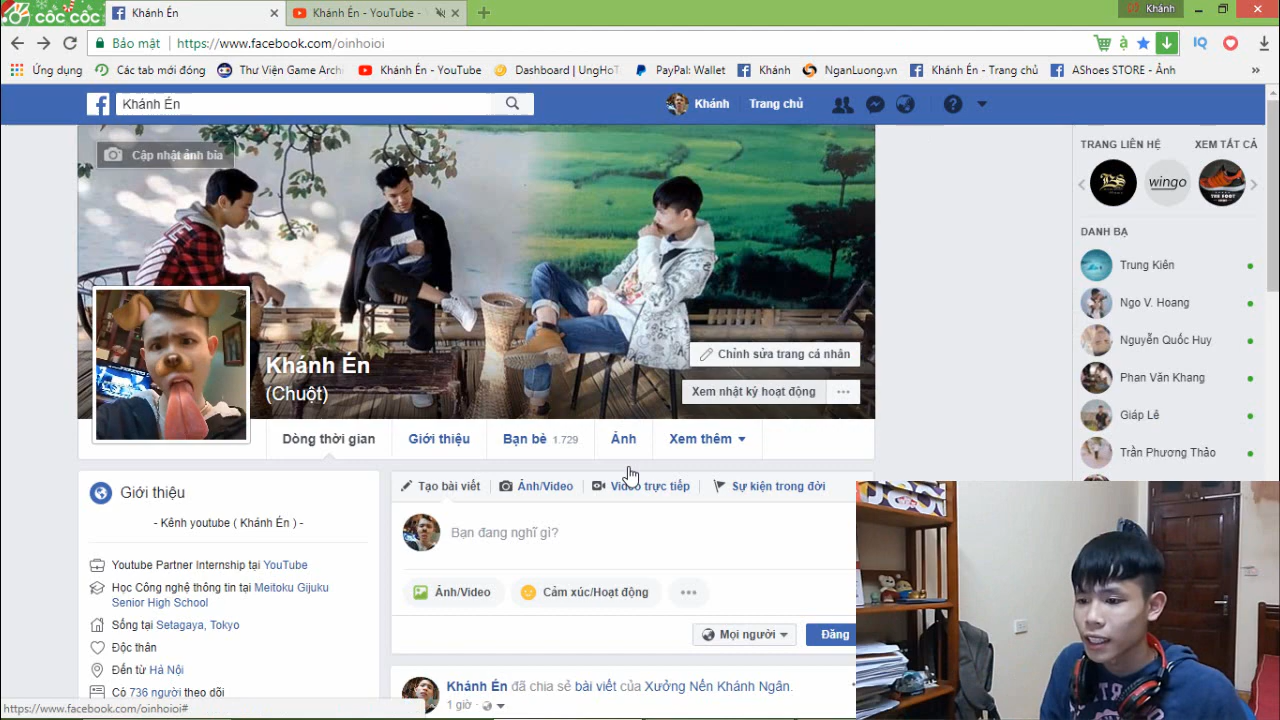 CỐC CỐC
Khánh Én
Khánh Én - YouTube -
Khánh
Bảo mật
https://www.facebook.com/oinhoioi
Ứng dụng
Các tab mới đóng
Thư Viện Game Arch
Khánh Én - YouTube
Dashboard | UngHoT
PayPal: Wallet
Khánh
NganLuong.vn
Khánh Én - Trang chủ
AShoes STORE - Ảnh
Khánh Én
Khánh
Trang chủ
Cập nhật ảnh bìa
TRANG LIÊN HỆ
XEM TẤT CẢ
wingo
DANH BẠ
Trung Kiên
Ngo V. Hoang
Nguyễn Quốc Huy
Phan Văn Khang
Giáp Lê
Trần Phương Thảo
Khánh Én
(Chuột)
Chỉnh sửa trang cá nhân
Xem nhật ký hoạt động
Dòng thời gian
Giới thiệu
Bạn bè 1.729
Ảnh
Xem thêm
Giới thiệu
- Kênh youtube ( Khánh Én ) -
Youtube Partner Internship tại YouTube
Học Công nghệ thông tin tại Meitoku Gijuku
Senior High School
Sống tại Setagaya, Tokyo
Độc thân
Đến từ Hà Nội
Có 736 người theo dõi
Tạo bài viết
Ảnh/Video
Video trực tiếp
Sự kiện trong đời
Bạn đang nghĩ gì?
Ảnh/Video
Cảm xúc/Hoạt động
Mọi người
Đăng
Khánh Én đã chia sẻ bài viết của Xưởng Nến Khánh Ngân.
1 giờ
https://www.facebook.com/oinhoioi#